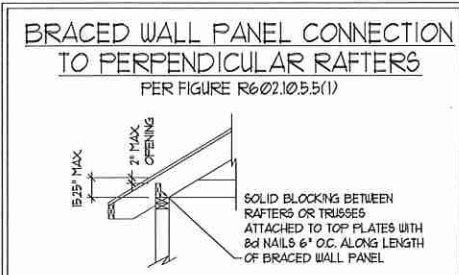 BRACED WALL PANEL CONNECTION
TO PERPENDICULAR RAFTERS
PER FIGURE R602.10.5.5(1)
15.25" MAX.
2" MAX.
OPENING
SOLID BLOCKING BETWEEN
RAFTERS OR TRUSSES
ATTACHED TO TOP PLATES WITH
8d NAILS 6" O.C. ALONG LENGTH
OF BRACED WALL PANEL